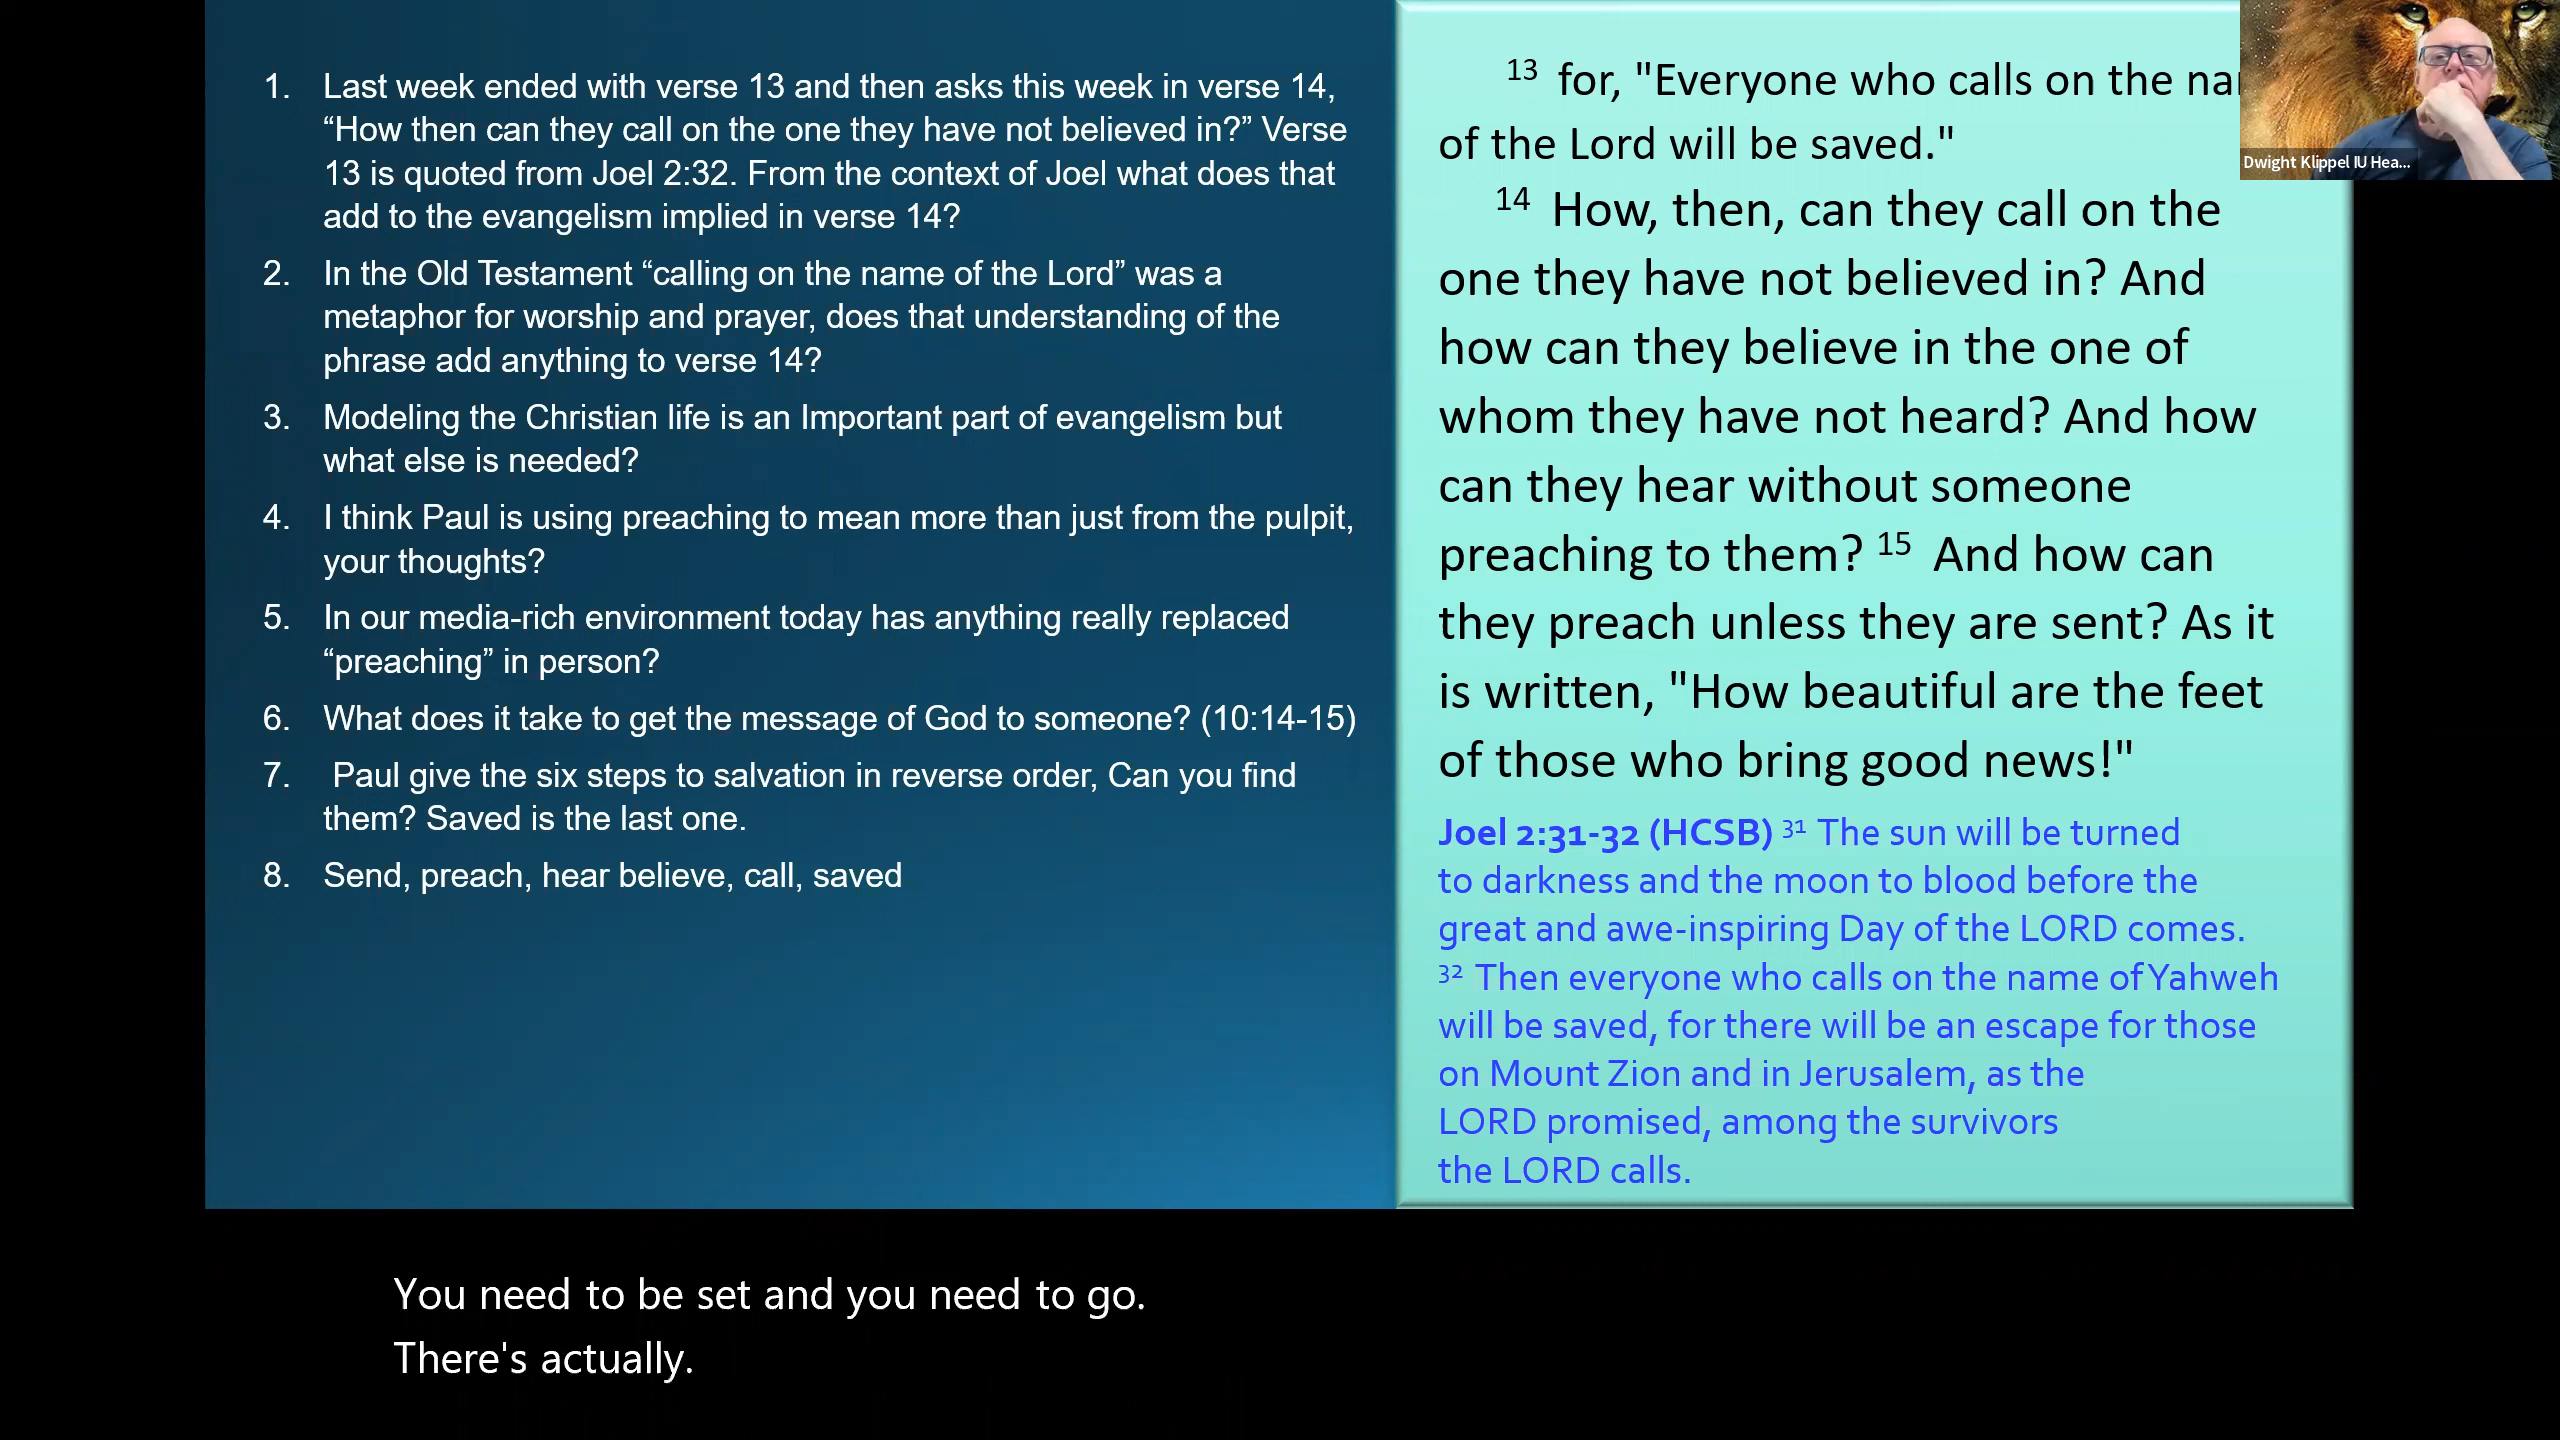 1. Last week ended with verse 13 and then asks this week in verse 14,
“How then can they call on the one they have not believed in?” Verse
13 is quoted from Joel 2:32. From the context of Joel what does that
add to the evangelism implied in verse 14?
2. In the Old Testament “calling on the name of the Lord” was a
metaphor for worship and prayer, does that understanding of the
phrase add anything to verse 14?
3. Modeling the Christian life is an Important part of evangelism but
what else is needed?
4. I think Paul is using preaching to mean more than just from the pulpit,
your thoughts?
5. In our media-rich environment today has anything really replaced
“preaching” in person?
6. What does it take to get the message of God to someone? (10:14-15)
7. Paul give the six steps to salvation in reverse order, Can you find
them? Saved is the last one.
8. Send, preach, hear believe, call, saved
13 for, "Everyone who calls on the
of the Lord will be saved."
14 How, then, can they call on the
one they have not believed in? And
how can they believe in the one of
whom they have not heard? And how
can they hear without someone
preaching to them? 15 And how can
they preach unless they are sent? As it
is written, "How beautiful are the feet
of those who bring good news!"
Joel 2:31-32 (HCSB) 31 The sun will be turned
to darkness and the moon to blood before the
great and awe-inspiring Day of the LORD comes.
32 Then everyone who calls on the name of Yahweh
will be saved, for there will be an escape for those
on Mount Zion and in Jerusalem, as the
LORD promised, among the survivors
the LORD calls.
Dwight Klippel IU Hea...
You need to be set and you need to go.
There's actually.